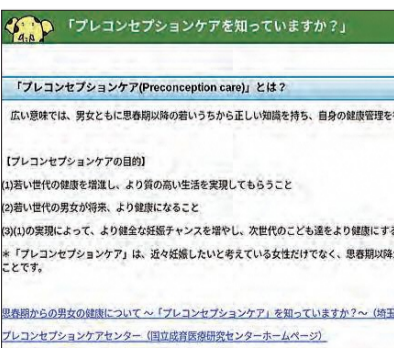 「プレコンセプションケアを知っていますか？」
「プレコンセプションケア(Preconception care)」とは？
広い意味では、男女ともに思春期以降の若いうちから正しい知識を持ち、自身の健康管理を
【プレコンセプションケアの目的】
(1)若い世代の健康を増進し、より質の高い生活を実現してもらうこと
(2)若い世代の男女が将来、より健康になること
(3)(1)の実現によって、より健全な妊娠チャンスを増やし、次世代のこども達をより健康にす
＊「プレコンセプションケア」は、近々妊娠したいと考えている女性だけでなく、思春期以降
ことです。
思春期からの男女の健康について ～「プレコンセプションケア」を知っていますか？～（埼玉
プレコンセプションケアセンター（国立成育医療研究センターホームページ）